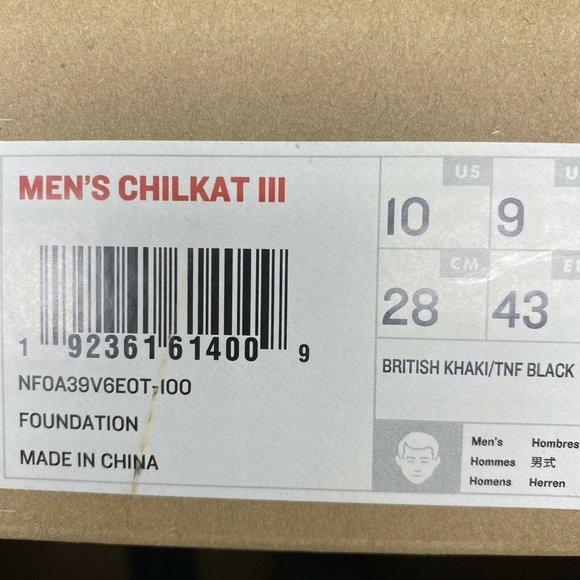 MEN'S CHILKAT III
1 92361 61400 9
NF0A39V6E0T-100
FOUNDATION
MADE IN CHINA
US
10
9
CM
28
43
BRITISH KHAKI/TNF BLACK
Men's Hombres
Hommes 男式
Homens Herren